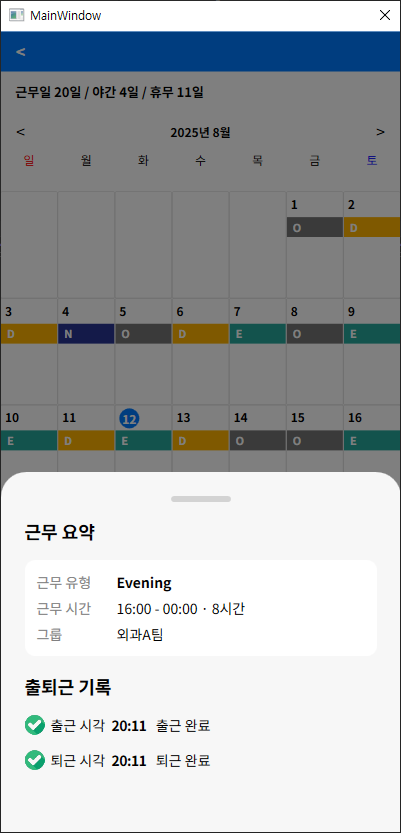 MainWindow
<
근무일 20일 / 야간 4일 / 휴무 11일
< 2025년 8월 >
일 월 화 수 목 금 토
1 2
O D
3 4 5 6 7 8 9
D N O D E O E
10 11 12 13 14 15 16
E D E D O O E
근무 요약
근무 유형 Evening
근무 시간 16:00 - 00:00 · 8시간
그룹 외과A팀
출퇴근 기록
출근 시각 20:11 출근 완료
퇴근 시각 20:11 퇴근 완료